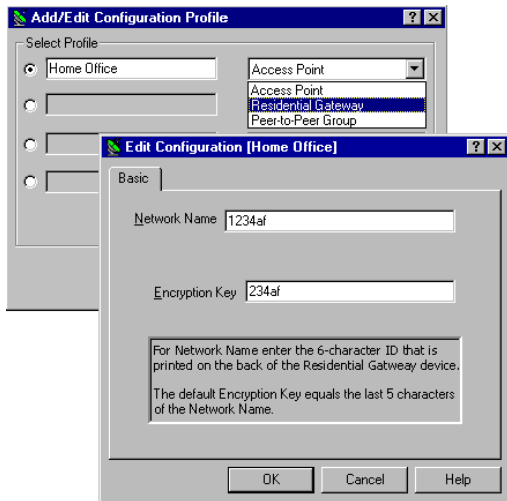 Add/Edit Configuration Profile
Select Profile
Home Office
Access Point
Access Point
Residential Gateway
Peer-to-Peer Group
Edit Configuration [Home Office]
Basic
Network Name 1234af
Encryption Key 234af
For Network Name enter the 6-character ID that is
printed on the back of the Residential Gatweay device.
The default Encryption Key equals the last 5 characters
of the Network Name.
OK Cancel Help